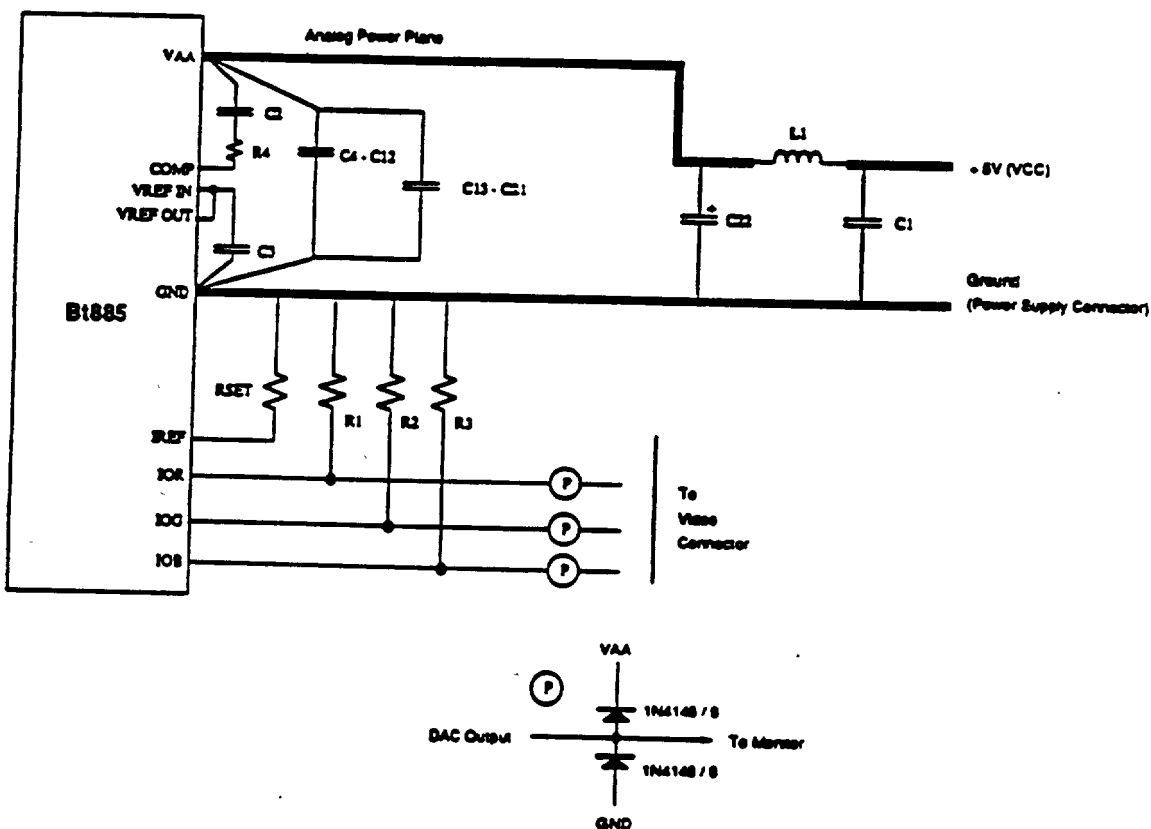 Analog Power Plane
VAA
C2
R4
C4 - C12
C13 - C21
L1
+ 5V (VCC)
COMP
VREF IN
VREF OUT
C3
C22
+
C1
GND
Ground
(Power Supply Connector)
Bt885
RSET
R1
R2
R3
IREF
IOR
P
IOG
P
IOB
P
To
Video
Connector
VAA
P
1N4148 / 9
DAC Output
To Monitor
1N4148 / 9
GND